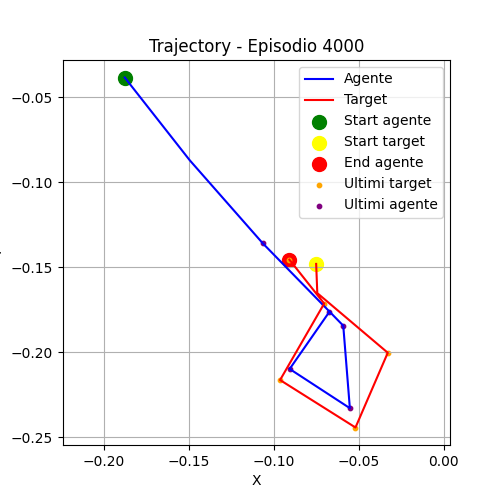 Trajectory - Episodio 4000
Agente
Target
Start agente
Start target
End agente
Ultimi target
Ultimi agente
−0.05
−0.10
−0.15
−0.20
−0.25
−0.20
−0.15
−0.10
−0.05
0.00
X